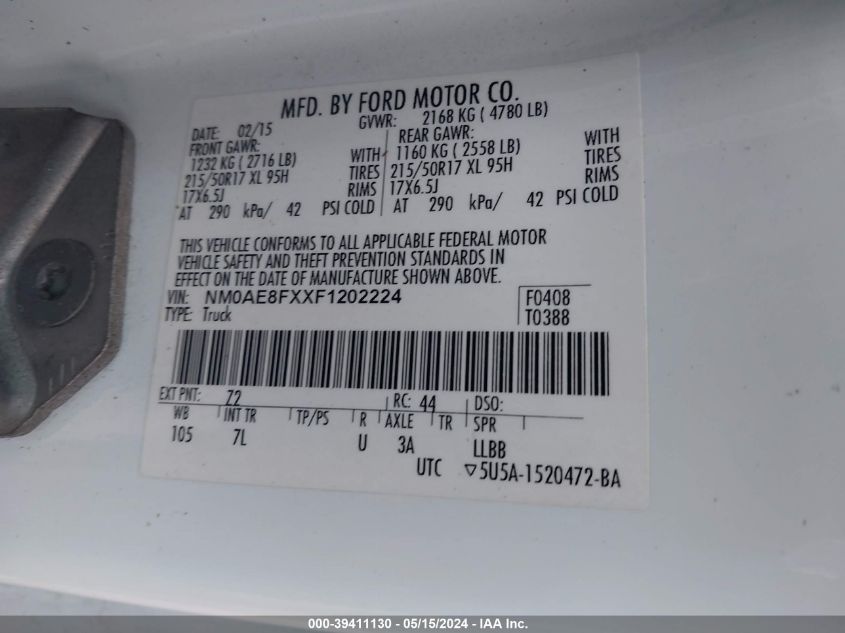 MFD. BY FORD MOTOR CO.
DATE: 02/15 GVWR: 2168 KG ( 4780 LB)
FRONT GAWR: REAR GAWR:
1232 KG ( 2716 LB) WITH 1160 KG ( 2558 LB) WITH
215/50R17 XL 95H TIRES 215/50R17 XL 95H TIRES
17X6.5J RIMS 17X6.5J RIMS
AT 290 kPa/ 42 PSI COLD AT 290 kPa/ 42 PSI COLD
THIS VEHICLE CONFORMS TO ALL APPLICABLE FEDERAL MOTOR
VEHICLE SAFETY AND THEFT PREVENTION STANDARDS IN
EFFECT ON THE DATE OF MANUFACTURE SHOWN ABOVE.
VIN: NM0AE8FXXF1202224 F0408
TYPE: Truck T0388
EXT PNT: Z2 RC: 44 DSO:
WB INT TR TP/PS R AXLE TR SPR
105 7L U 3A LLBB
UTC ▽5U5A-1520472-BA
000-39411130 - 05/15/2024 - IAA Inc.